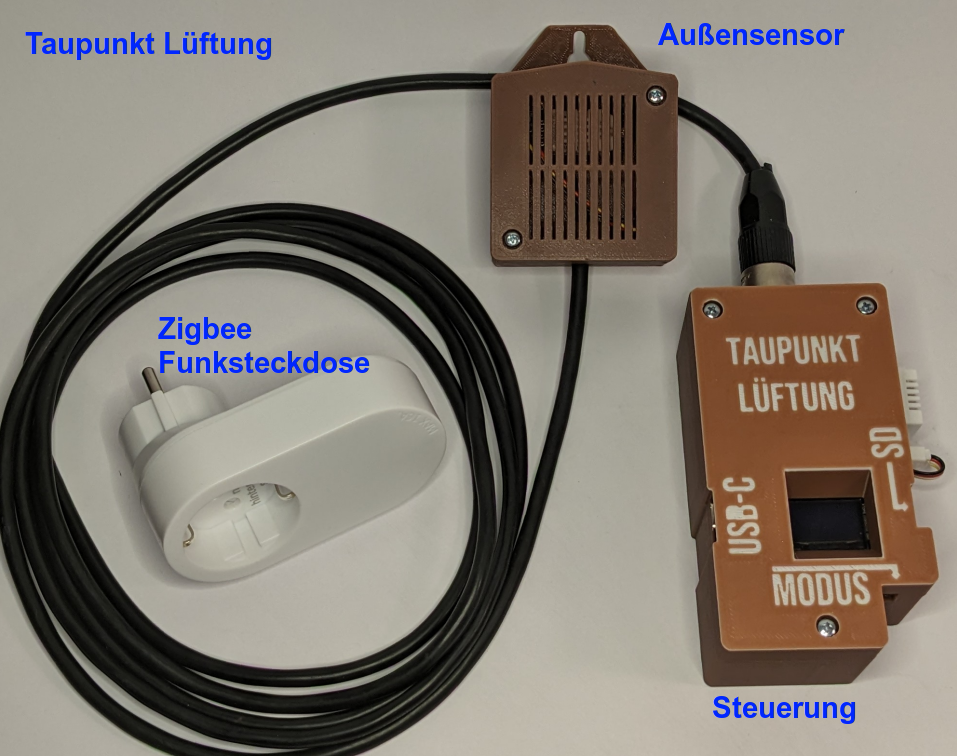 Taupunkt Lüftung
Außensensor
Zigbee
Funksteckdose
TAUPUNKT
LÜFTUNG
SD
USB-C
MODUS
Steuerung